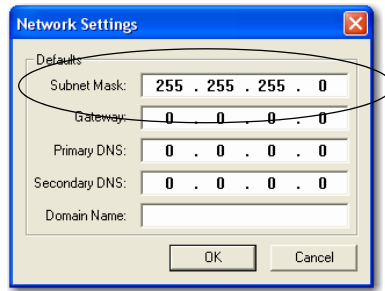 Network Settings
Defaults
Subnet Mask: 255 . 255 . 255 . 0
Gateway: 0 . 0 . 0 . 0
Primary DNS: 0 . 0 . 0 . 0
Secondary DNS: 0 . 0 . 0 . 0
Domain Name:
OK Cancel